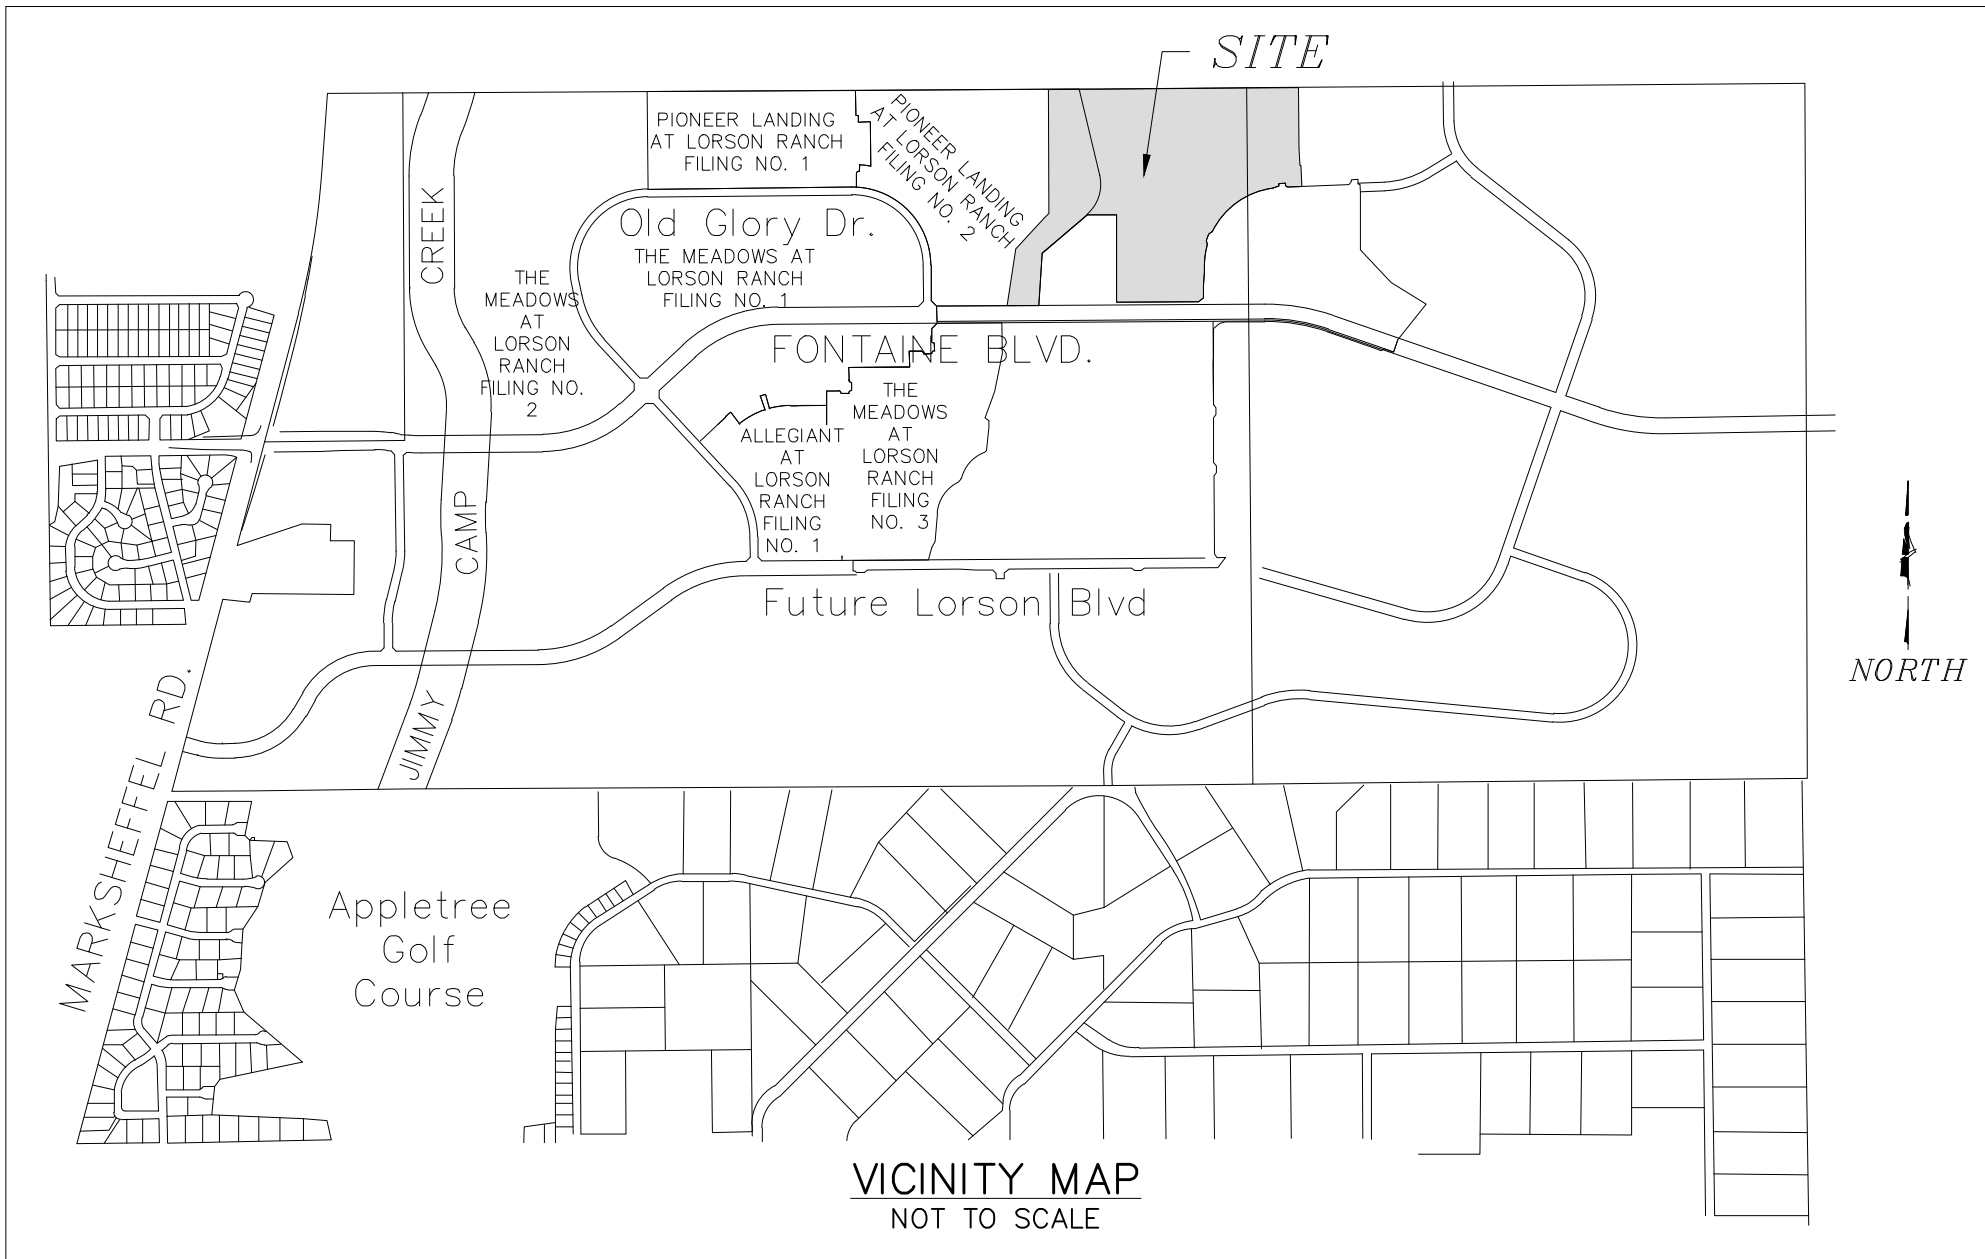 SITE
PIONEER LANDING
AT LORSON RANCH
FILING NO. 1
PIONEER LANDING
AT LORSON RANCH
FILING NO. 2
Old Glory Dr.
THE MEADOWS AT
LORSON RANCH
FILING NO. 1
THE
MEADOWS
AT
LORSON
RANCH
FILING NO.
2
FONTAINE BLVD.
THE
MEADOWS
AT
LORSON
RANCH
FILING
NO. 3
ALLEGIANT
AT
LORSON
RANCH
FILING
NO. 1
Future Lorson Blvd
JIMMY CAMP CREEK
MARKSHEFFEL RD.
NORTH
Appletree
Golf
Course
VICINITY MAP
NOT TO SCALE